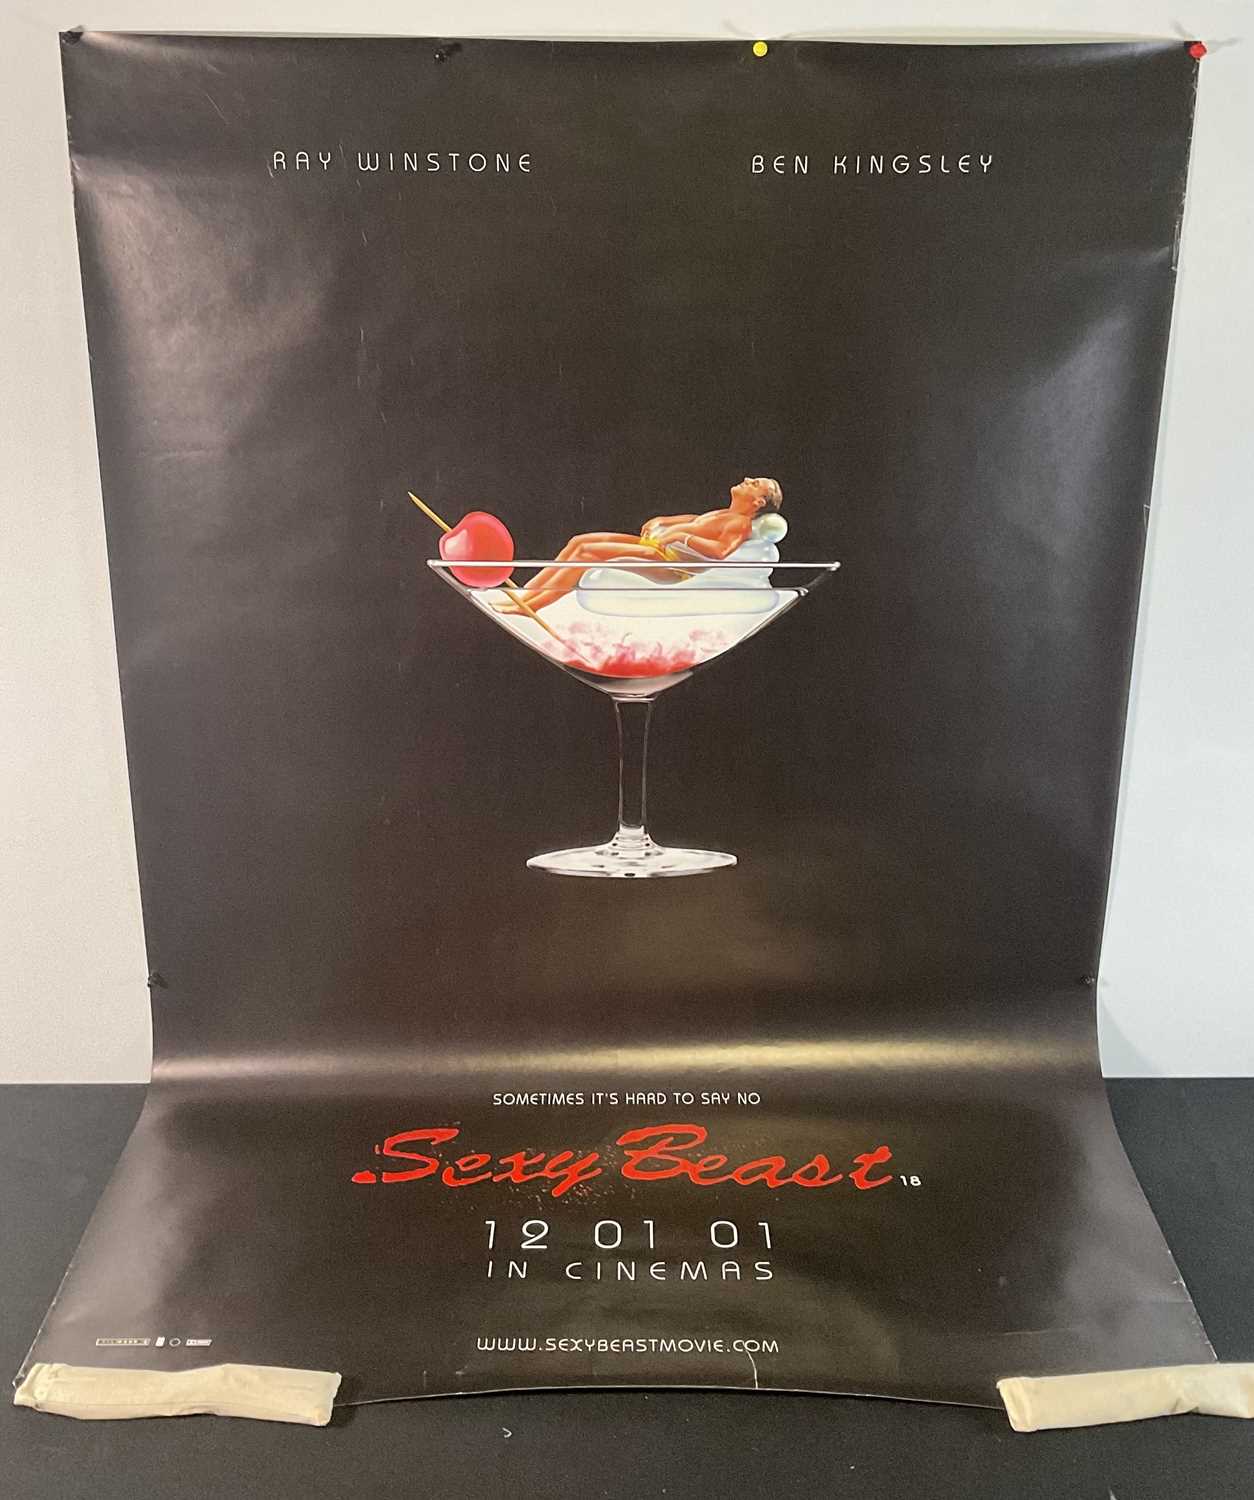 RAY WINSTONE BEN KINGSLEY
SOMETIMES IT'S HARD TO SAY NO
Sexy Beast 18
12 01 01
IN CINEMAS
WWW.SEXYBEASTMOVIE.COM